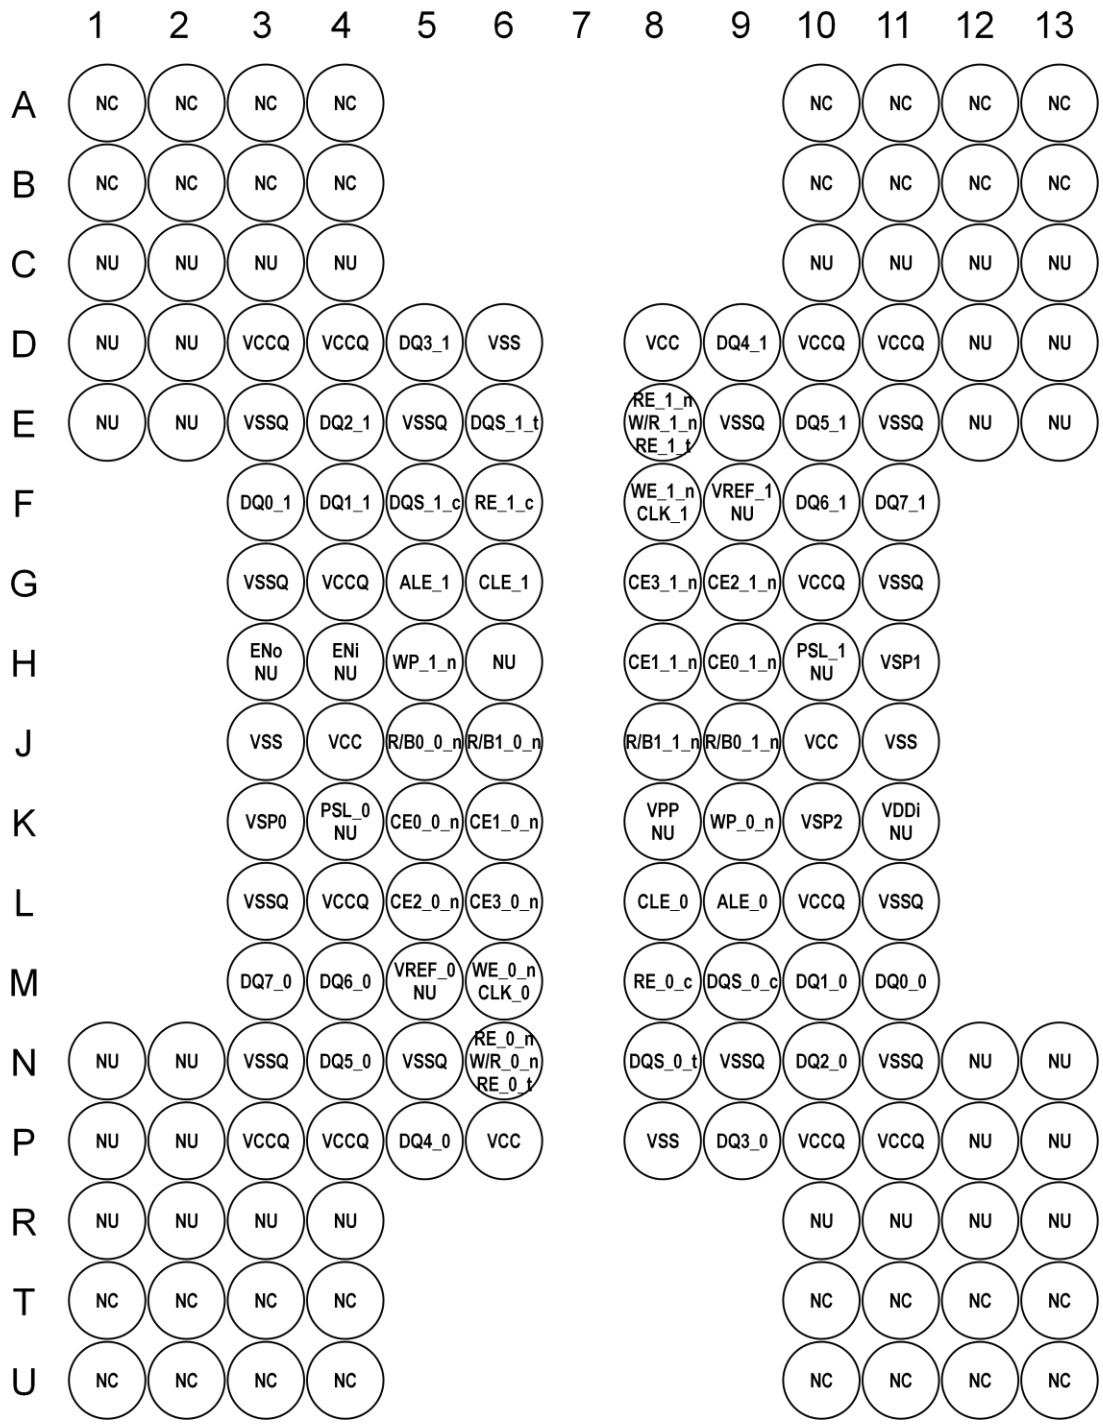 1 2 3 4 5 6 7 8 9 10 11 12 13
A NC NC NC NC NC NC NC NC
B NC NC NC NC NC NC NC NC
C NU NU NU NU NU NU NU NU
D NU NU VCCQ VCCQ DQ3_1 VSS VCC DQ4_1 VCCQ VCCQ NU NU
RE_1_n
E NU NU VSSQ DQ2_1 VSSQ DQS_1_t W/R_1_n VSSQ DQ5_1 VSSQ NU NU
RE_1_t
WE_1_n VREF_1
F DQ0_1 DQ1_1 DQS_1_c RE_1_c CLK_1 NU DQ6_1 DQ7_1
G VSSQ VCCQ ALE_1 CLE_1 CE3_1_n CE2_1_n VCCQ VSSQ
ENo ENi PSL_1
H NU NU WP_1_n NU CE1_1_n CE0_1_n NU VSP1
J VSS VCC R/B0_0_n R/B1_0_n R/B1_1_n R/B0_1_n VCC VSS
PSL_0 VPP VDDi
K VSP0 NU CE0_0_n CE1_0_n NU WP_0_n VSP2 NU
L VSSQ VCCQ CE2_0_n CE3_0_n CLE_0 ALE_0 VCCQ VSSQ
VREF_0 WE_0_n
M DQ7_0 DQ6_0 NU CLK_0 RE_0_c DQS_0_c DQ1_0 DQ0_0
RE_0_n
N NU NU VSSQ DQ5_0 VSSQ W/R_0_n DQS_0_t VSSQ DQ2_0 VSSQ NU NU
RE_0_t
P NU NU VCCQ VCCQ DQ4_0 VCC VSS DQ3_0 VCCQ VCCQ NU NU
R NU NU NU NU NU NU NU NU
T NC NC NC NC NC NC NC NC
U NC NC NC NC NC NC NC NC